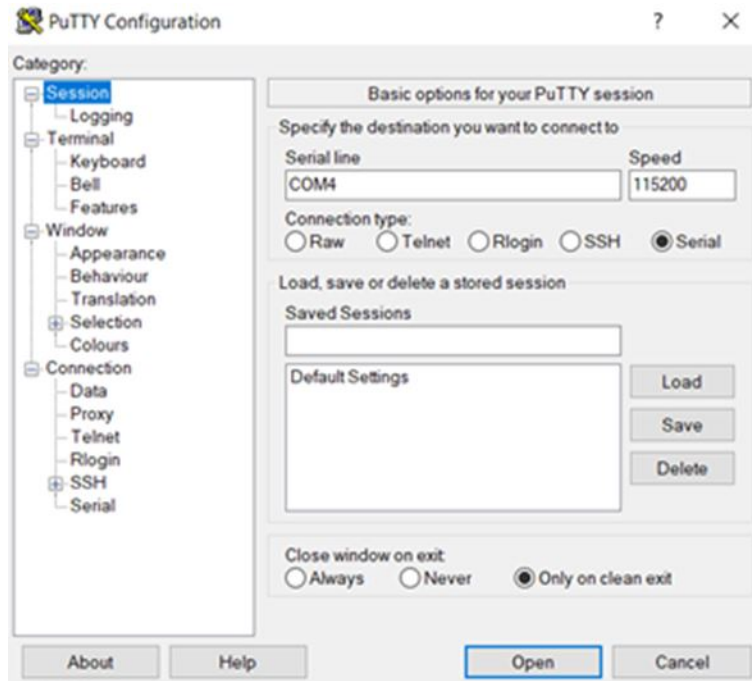 PuTTY Configuration
? X
Category:
Session
Logging
Terminal
Keyboard
Bell
Features
Window
Appearance
Behaviour
Translation
Selection
Colours
Connection
Data
Proxy
Telnet
Rlogin
SSH
Serial
Basic options for your PuTTY session
Specify the destination you want to connect to
Serial line Speed
COM4 115200
Connection type:
Raw Telnet Rlogin SSH Serial
Load, save or delete a stored session
Saved Sessions
Default Settings
Load
Save
Delete
Close window on exit:
Always Never Only on clean exit
About Help Open Cancel